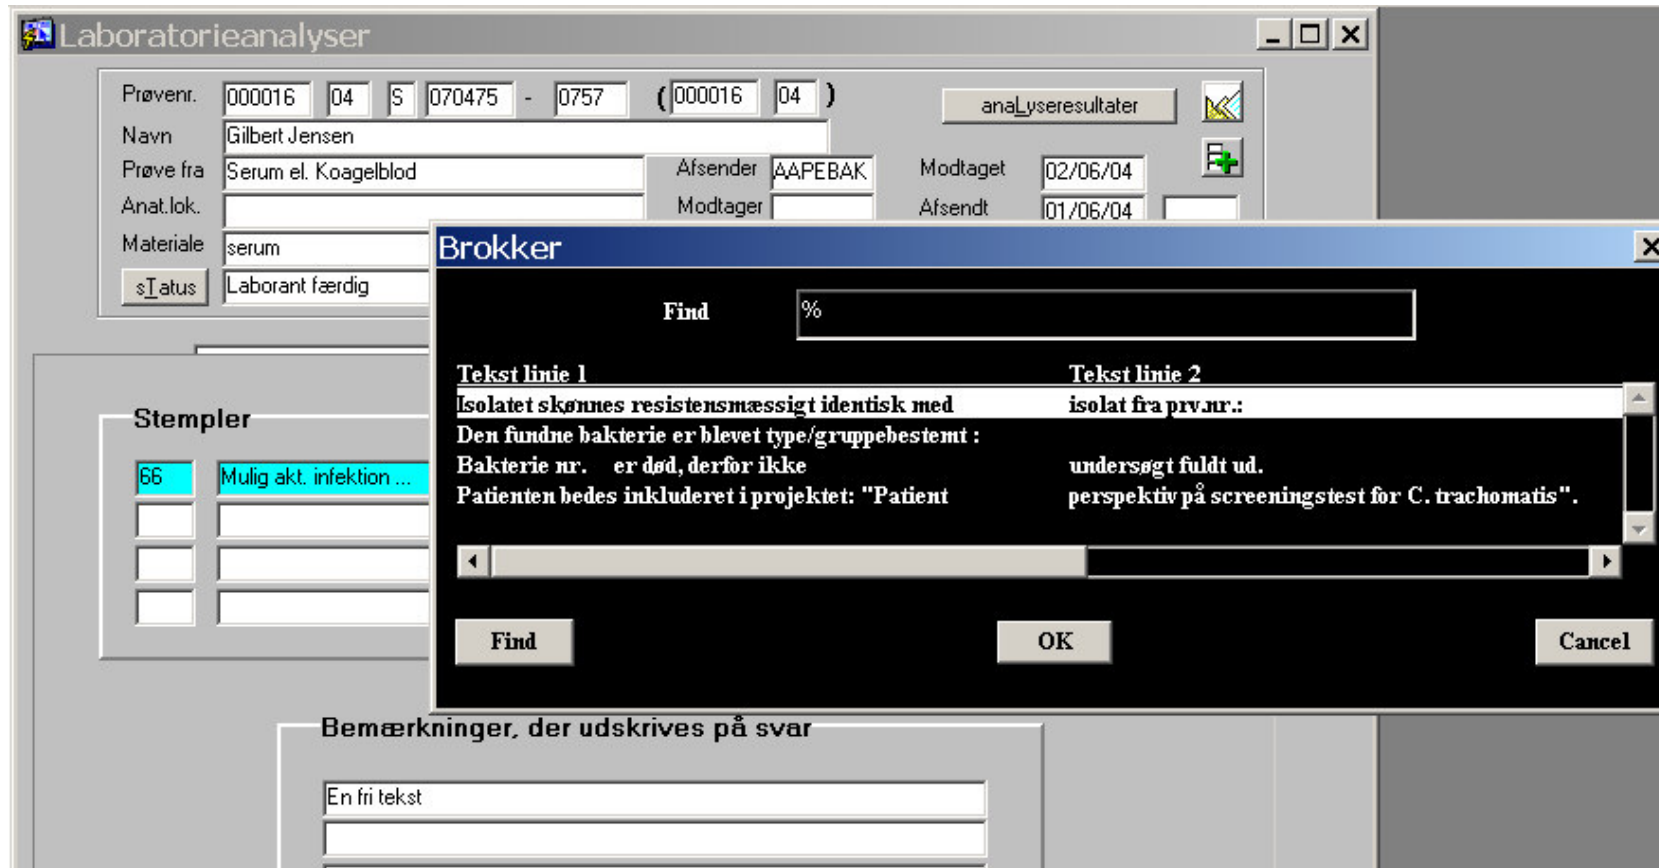 Laboratorieanalyser
Prøvenr. 000016 04 S 070475 - 0757 ( 000016 04 ) anaLyseresultater
Navn Gilbert Jensen
Prøve fra Serum el. Koagelblod Afsender AAPEBAK Modtaget 02/06/04
Anat.lok. Modtager Afsendt 01/06/04
Materiale serum
sTatus Laborant færdig
Brokker
Find %
Tekst linie 1 Tekst linie 2
Isolatet skønnes resistensmæssigt identisk med isolat fra prv.nr.:
Den fundne bakterie er blevet type/gruppebestemt :
Bakterie nr. er død, derfor ikke undersøgt fuldt ud.
Patienten bedes inkluderet i projektet: "Patient perspektiv på screeningstest for C. trachomatis".
Find OK Cancel
Stempler
66 Mulig akt. infektion ...
Bemærkninger, der udskrives på svar
En fri tekst